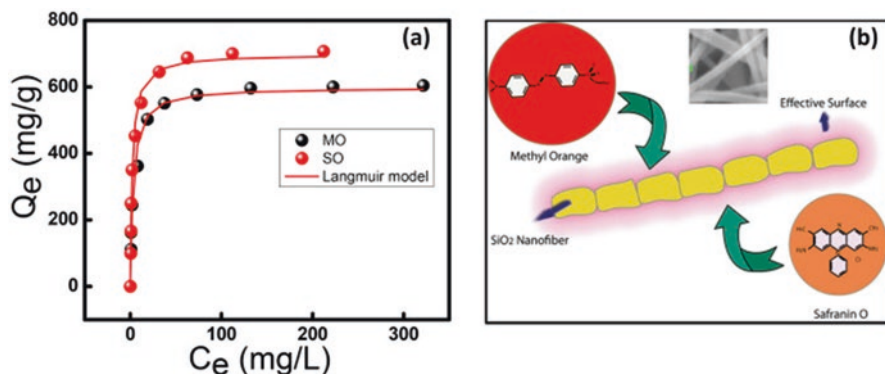 (a)
Qe (mg/g)
800
600
400
200
0
MO
SO
Langmuir model
0
100
200
300
Ce (mg/L)
(b)
Methyl Orange
Effective Surface
SiO2 Nanofiber
Safranin O